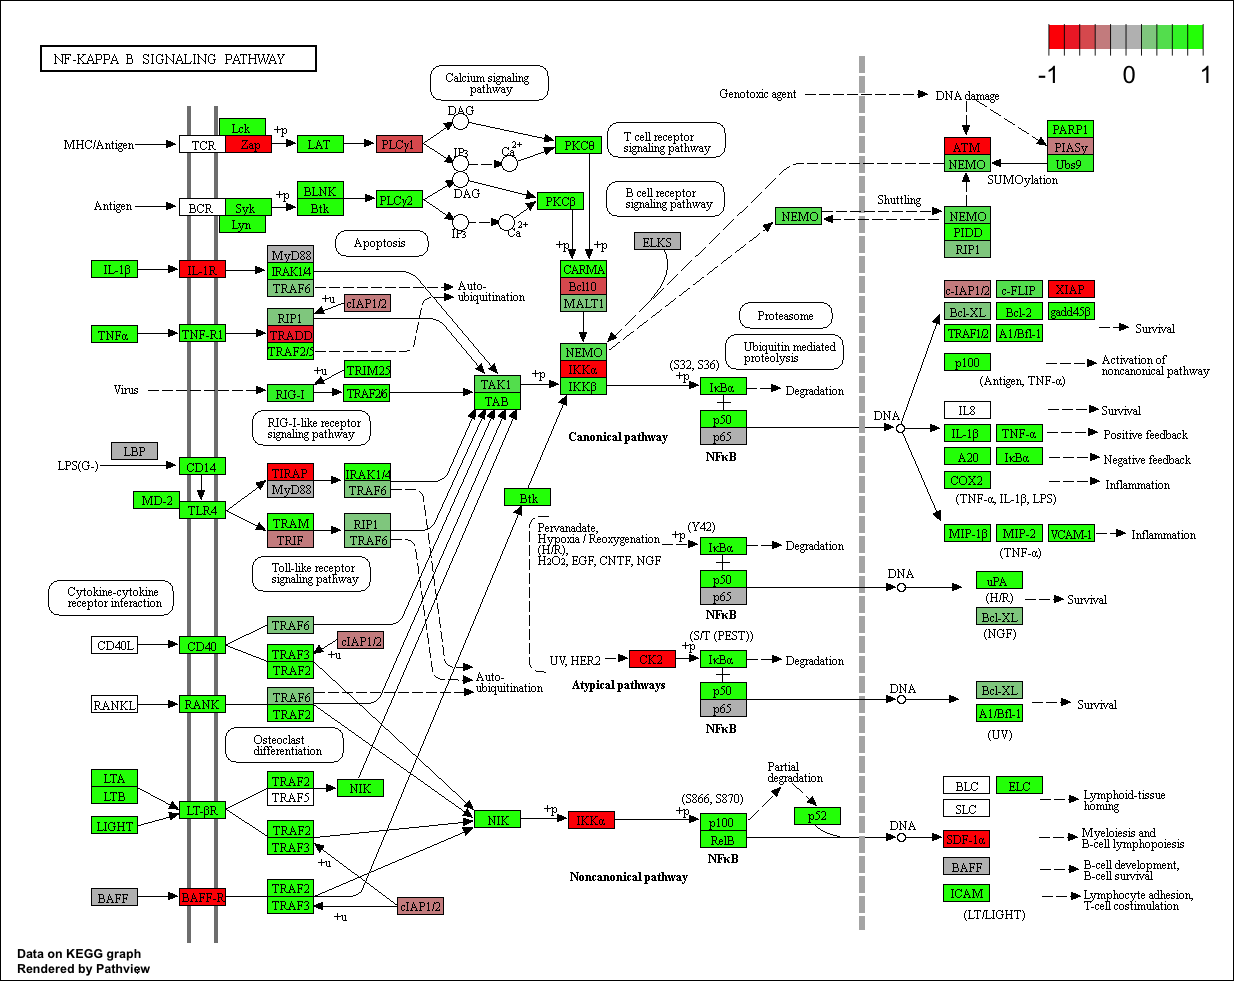 NF-KAPPA B SIGNALING PATHWAY
-1 0 1
Calcium signaling
pathway
Genotoxic agent
DNA damage
MHC/Antigen
TCR
Lck
Zap
+p
LAT
PLCγ1
DAG
IP3
Ca2+
PKCθ
T cell receptor
signaling pathway
ATM
NEMO
PARP1
PIASy
Ubs9
SUMOylation
Antigen
BCR
Syk
Lyn
+p
BLNK
Btk
PLCγ2
DAG
IP3
Ca2+
PKCβ
B cell receptor
signaling pathway
Shuttling
NEMO
NEMO
PIDD
RIP1
Apoptosis
+p
+p
ELKS
IL-1β
IL-1R
MyD88
IRAK1/4
TRAF6
Auto-
ubiquitination
CARMA
Bcl10
MALT1
+u
cIAP1/2
TNFα
TNF-R1
RIP1
TRADD
TRAF2/5
Proteasome
Ubiquitin mediated
proteolysis
c-IAP1/2
c-FLIP
XIAP
Bcl-XL
Bcl-2
gadd45β
TRAF1/2
A1/Bfl-1
Survival
p100
Activation of
noncanonical pathway
(Antigen, TNF-α)
Virus
RIG-I
+u
TRIM25
TRAF2/6
TAK1
TAB
+p
NEMO
IKKα
IKKβ
(S32, S36)
+p
IκBα
Degradation
p50
p65
NFκB
Canonical pathway
DNA
IL8
Survival
IL-1β
TNF-α
Positive feedback
A20
IκBα
Negative feedback
COX2
Inflammation
(TNF-α, IL-1β, LPS)
MIP-1β
MIP-2
VCAM-1
Inflammation
(TNF-α)
RIG-I-like receptor
signaling pathway
LBP
LPS(G-)
CD14
MD-2
TLR4
TIRAP
MyD88
IRAK1/4
TRAF6
TRAM
TRIF
RIP1
TRAF6
Toll-like receptor
signaling pathway
Btk
Pervanadate,
Hypoxia / Reoxygenation
(H/R),
H2O2, EGF, CNTF, NGF
(Y42)
+p
IκBα
Degradation
p50
p65
NFκB
DNA
uPA
(H/R)
Bcl-XL
(NGF)
Survival
Cytokine-cytokine
receptor interaction
CD40L
CD40
TRAF6
TRAF3
TRAF2
cIAP1/2
+u
Auto-
ubiquitination
UV, HER2
CK2
(S/T (PEST))
+p
IκBα
Degradation
Atypical pathways
p50
p65
NFκB
DNA
Bcl-XL
A1/Bfl-1
(UV)
Survival
RANKL
RANK
TRAF6
TRAF2
Osteoclast
differentiation
LTA
LTB
LIGHT
LT-βR
TRAF2
TRAF5
NIK
TRAF2
TRAF3
+u
NIK
+p
IKKα
(S866, S870)
+p
p100
RelB
NFκB
Partial
degradation
p52
DNA
BLC
ELC
SLC
Lymphoid-tissue
homing
SDF-1α
Myeloiesis and
B-cell lymphopoiesis
BAFF
B-cell development,
B-cell survival
ICAM
Lymphocyte adhesion,
T-cell costimulation
(LT/LIGHT)
Noncanonical pathway
BAFF
BAFF-R
TRAF2
TRAF3
+u
cIAP1/2
Data on KEGG graph
Rendered by Pathview